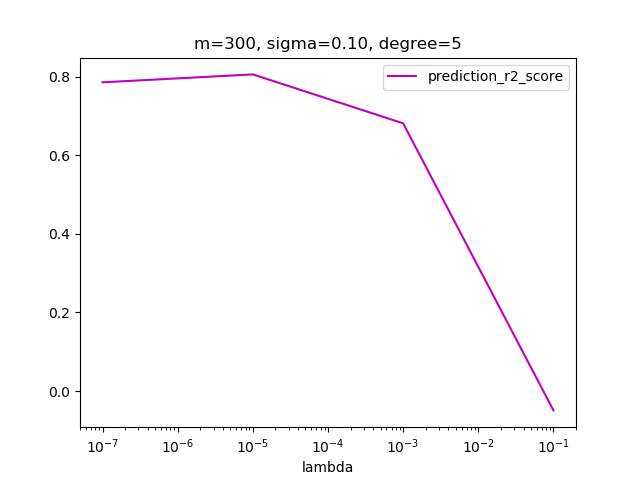 m=300, sigma=0.10, degree=5
prediction_r2_score
0.8
0.6
0.4
0.2
0.0
10⁻⁷ 10⁻⁶ 10⁻⁵ 10⁻⁴ 10⁻³ 10⁻² 10⁻¹
lambda